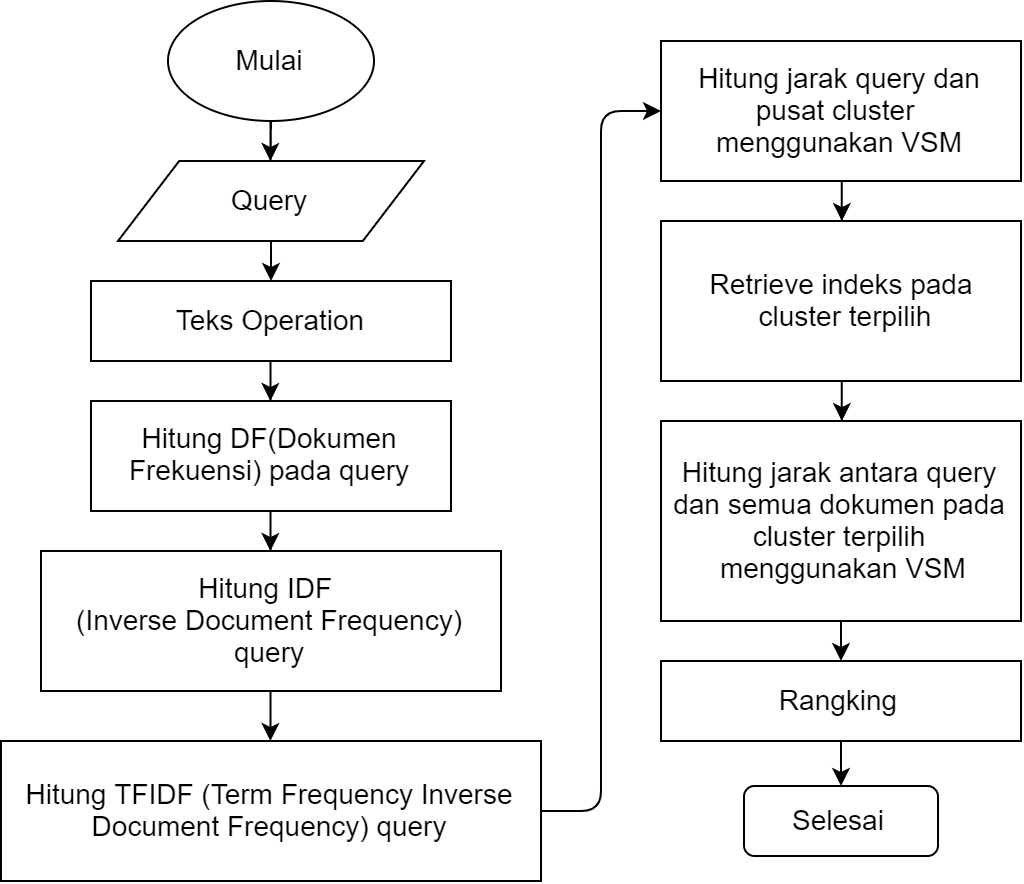 Mulai
Query
Teks Operation
Hitung DF(Dokumen
Frekuensi) pada query
Hitung IDF
(Inverse Document Frequency)
query
Hitung TFIDF (Term Frequency Inverse
Document Frequency) query
Hitung jarak query dan
pusat cluster
menggunakan VSM
Retrieve indeks pada
cluster terpilih
Hitung jarak antara query
dan semua dokumen pada
cluster terpilih
menggunakan VSM
Rangking
Selesai